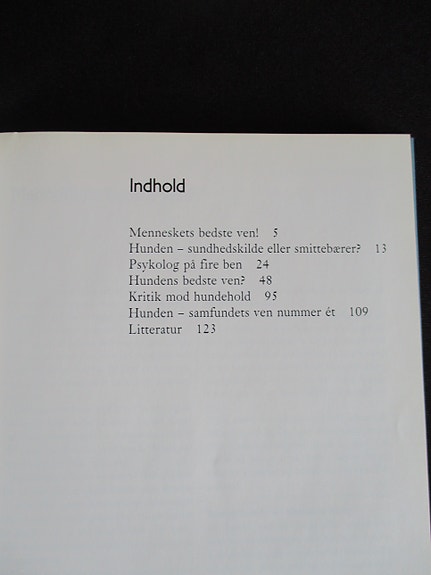 Indhold
Menneskets bedste ven! 5
Hunden – sundhedskilde eller smittebærer? 13
Psykolog på fire ben 24
Hundens bedste ven? 48
Kritik mod hundehold 95
Hunden – samfundets ven nummer ét 109
Litteratur 123